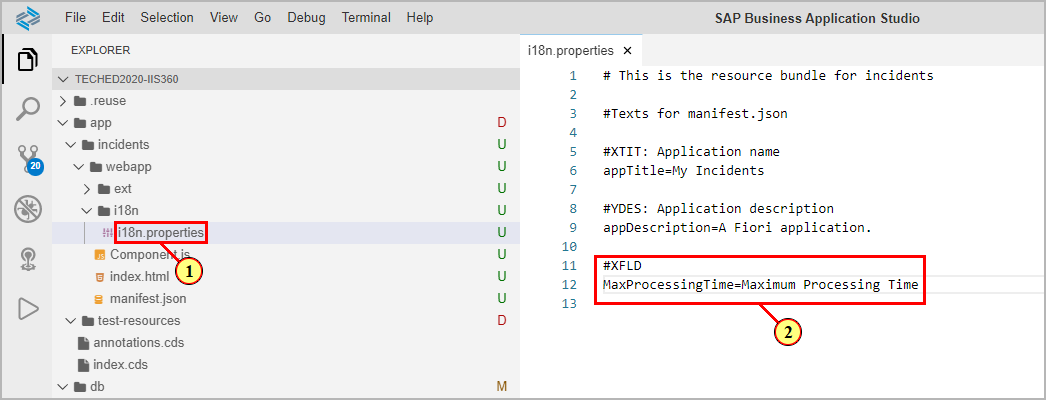 File Edit Selection View Go Debug Terminal Help SAP Business Application Studio
EXPLORER
TECHED2020-IIS360
.reuse
app D
incidents U
webapp U
ext U
i18n U
i18n.properties U
1
Component.js U
index.html U
manifest.json U
test-resources D
annotations.cds
index.cds
db M
20
i18n.properties ×
1 # This is the resource bundle for incidents
2
3 #Texts for manifest.json
4
5 #XTIT: Application name
6 appTitle=My Incidents
7
8 #YDES: Application description
9 appDescription=A Fiori application.
10
11 #XFLD
12 MaxProcessingTime=Maximum Processing Time
13
2